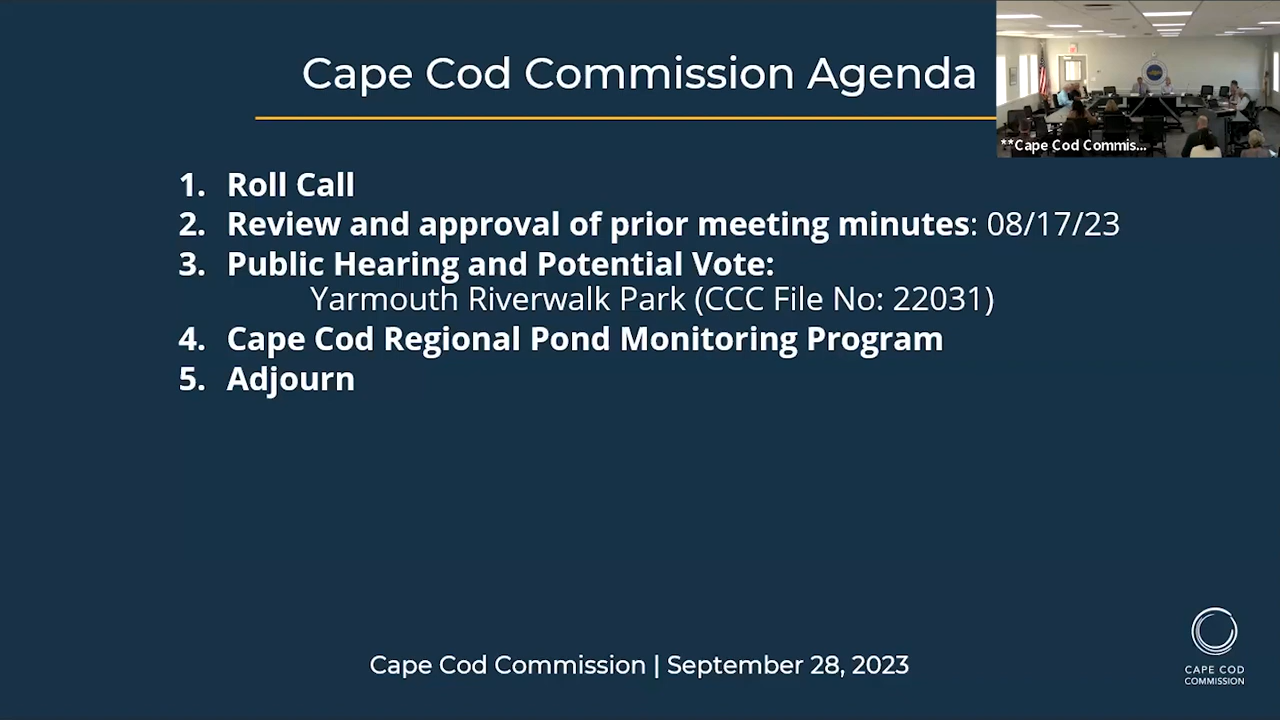 Cape Cod Commission Agenda
**Cape Cod Commis...
1. Roll Call
2. Review and approval of prior meeting minutes: 08/17/23
3. Public Hearing and Potential Vote:
Yarmouth Riverwalk Park (CCC File No: 22031)
4. Cape Cod Regional Pond Monitoring Program
5. Adjourn
Cape Cod Commission | September 28, 2023
CAPE COD
COMMISSION